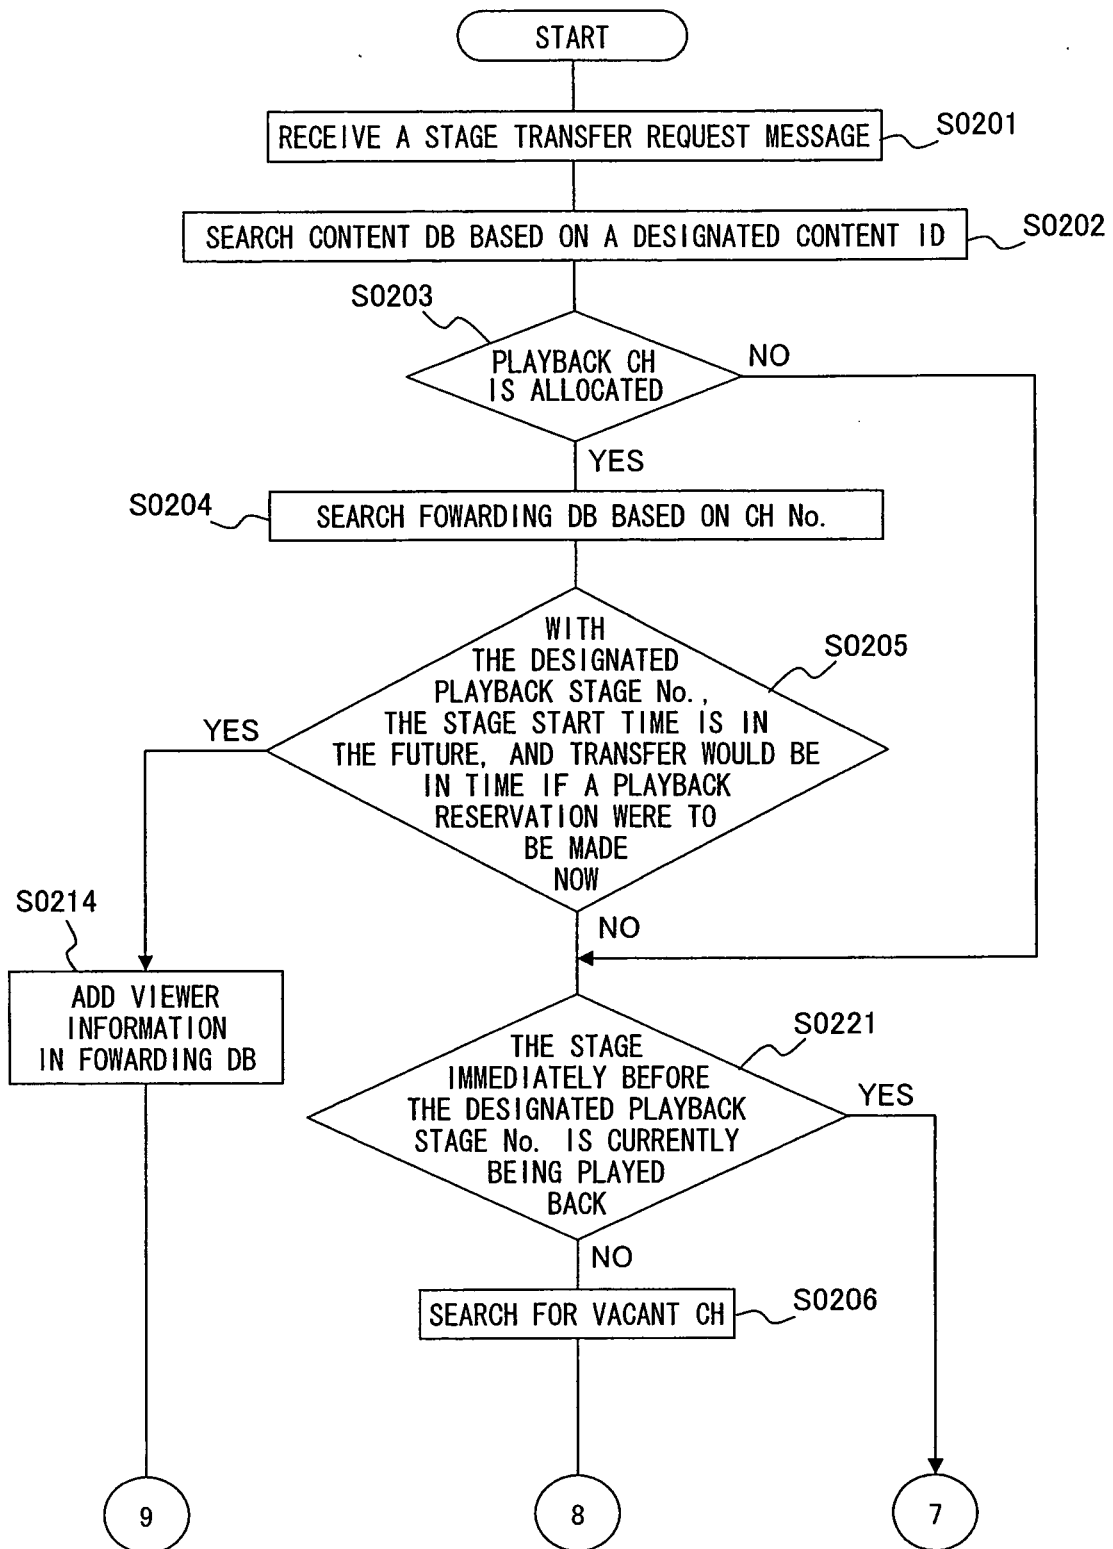 START
RECEIVE A STAGE TRANSFER REQUEST MESSAGE
S0201
SEARCH CONTENT DB BASED ON A DESIGNATED CONTENT ID
S0202
S0203
PLAYBACK CH
IS ALLOCATED
NO
YES
S0204
SEARCH FOWARDING DB BASED ON CH No.
WITH
THE DESIGNATED
PLAYBACK STAGE No.,
THE STAGE START TIME IS IN
THE FUTURE, AND TRANSFER WOULD BE
IN TIME IF A PLAYBACK
RESERVATION WERE TO
BE MADE
NOW
S0205
YES
NO
S0214
ADD VIEWER
INFORMATION
IN FOWARDING DB
THE STAGE
IMMEDIATELY BEFORE
THE DESIGNATED PLAYBACK
STAGE No. IS CURRENTLY
BEING PLAYED
BACK
S0221
YES
NO
SEARCH FOR VACANT CH
S0206
9
8
7